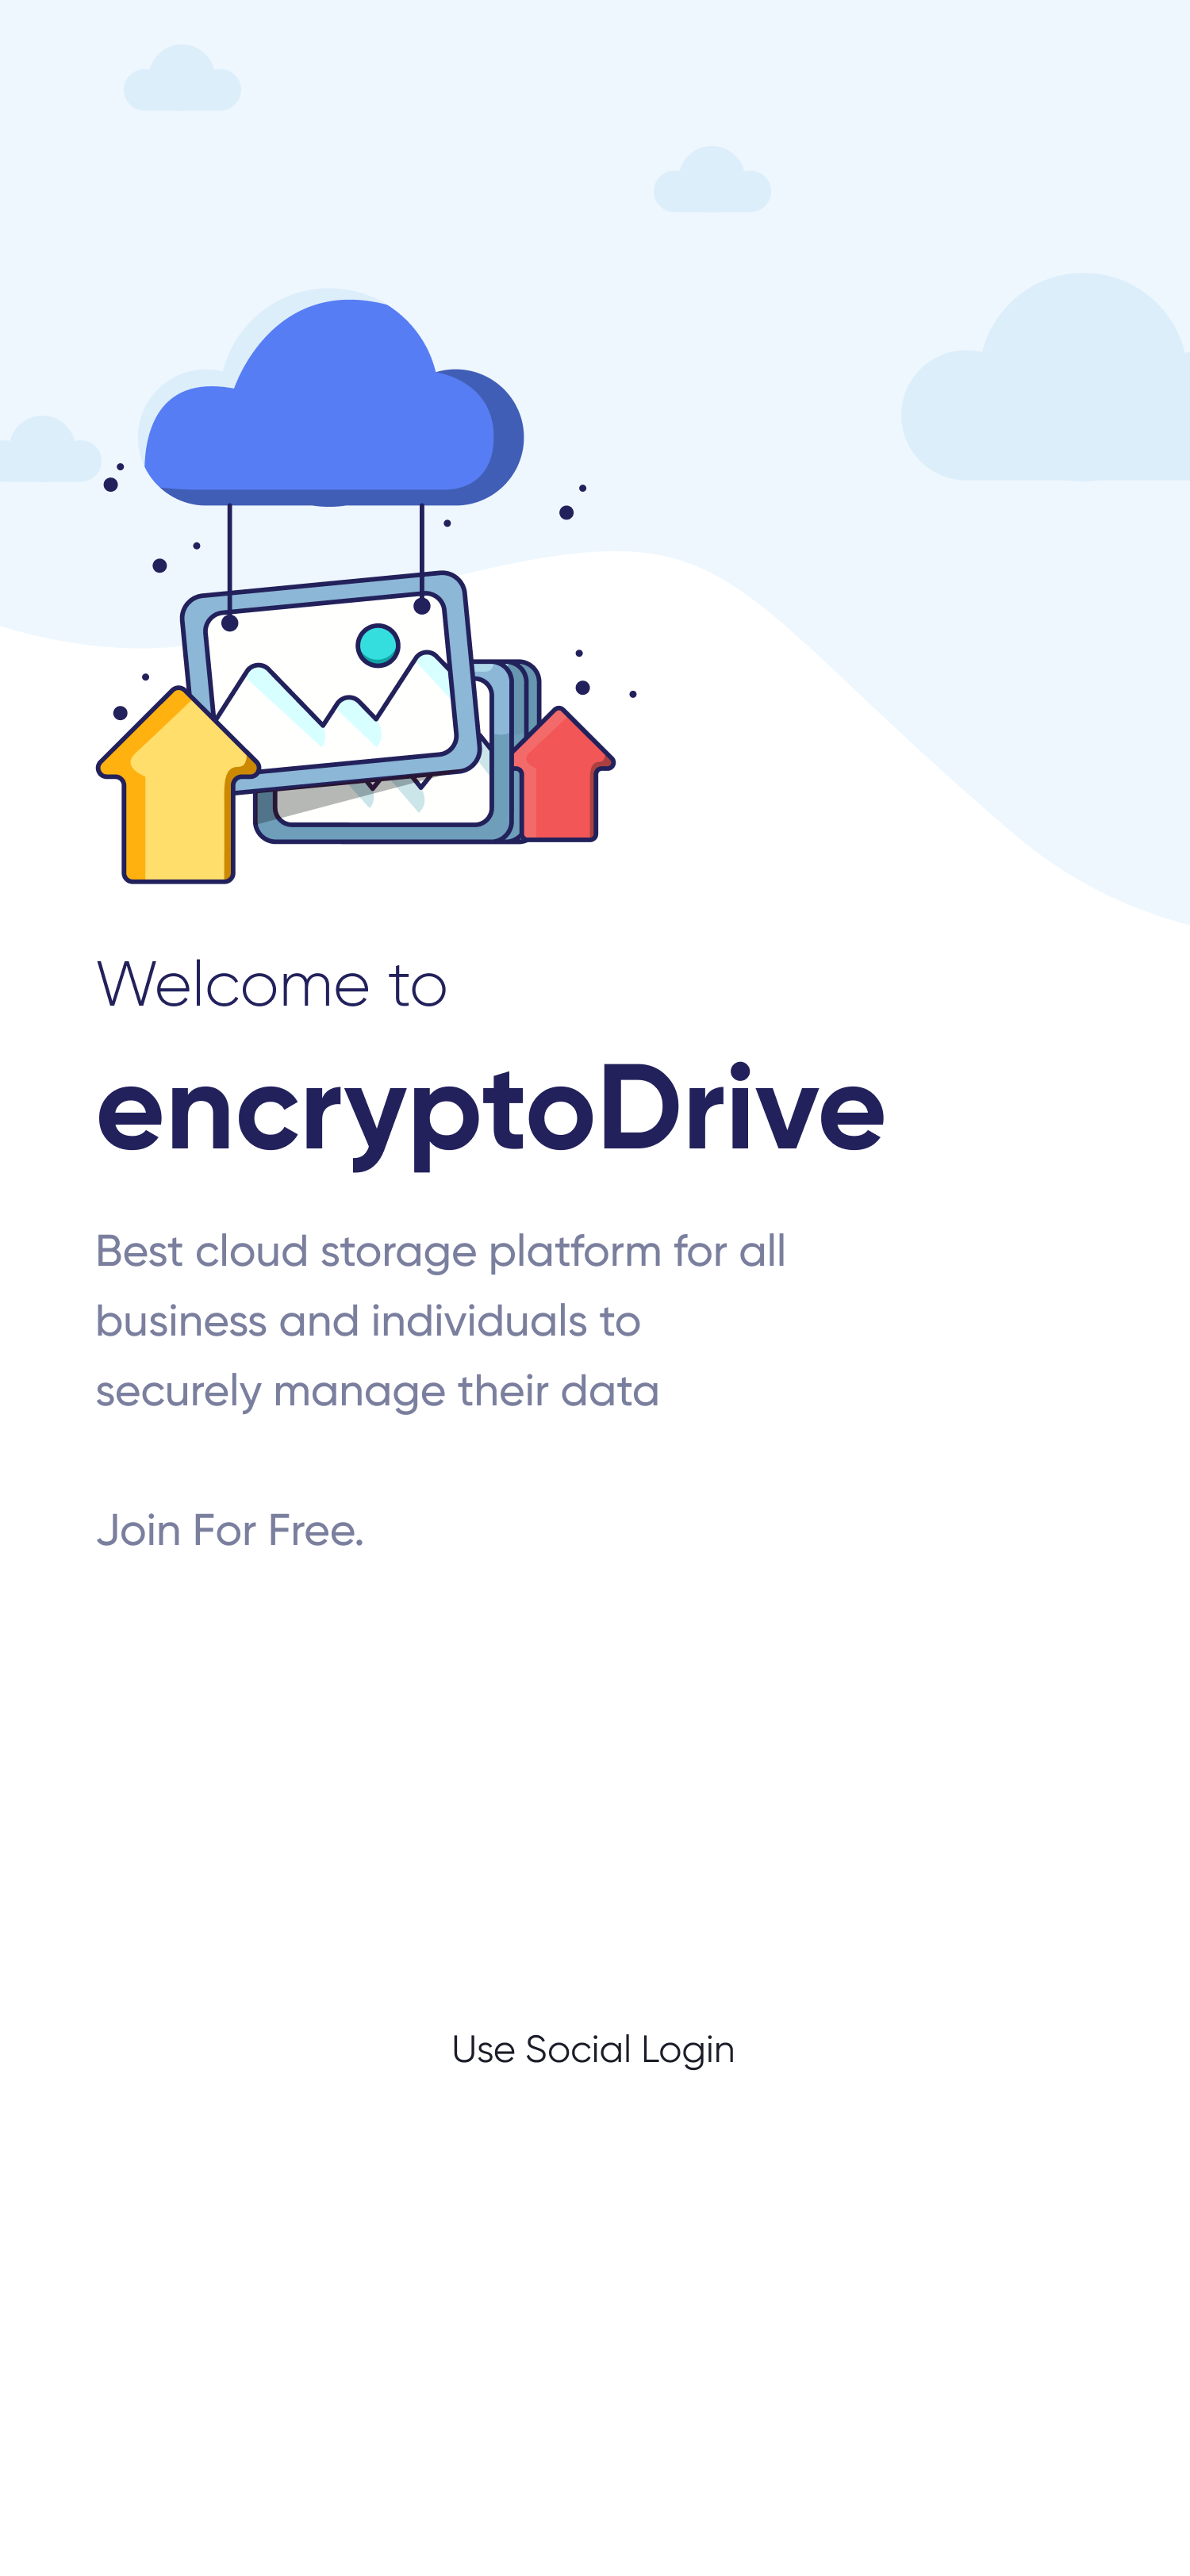 Welcome to
encryptoDrive
Best cloud storage platform for all
business and individuals to
securely manage their data
Join For Free.
Use Social Login